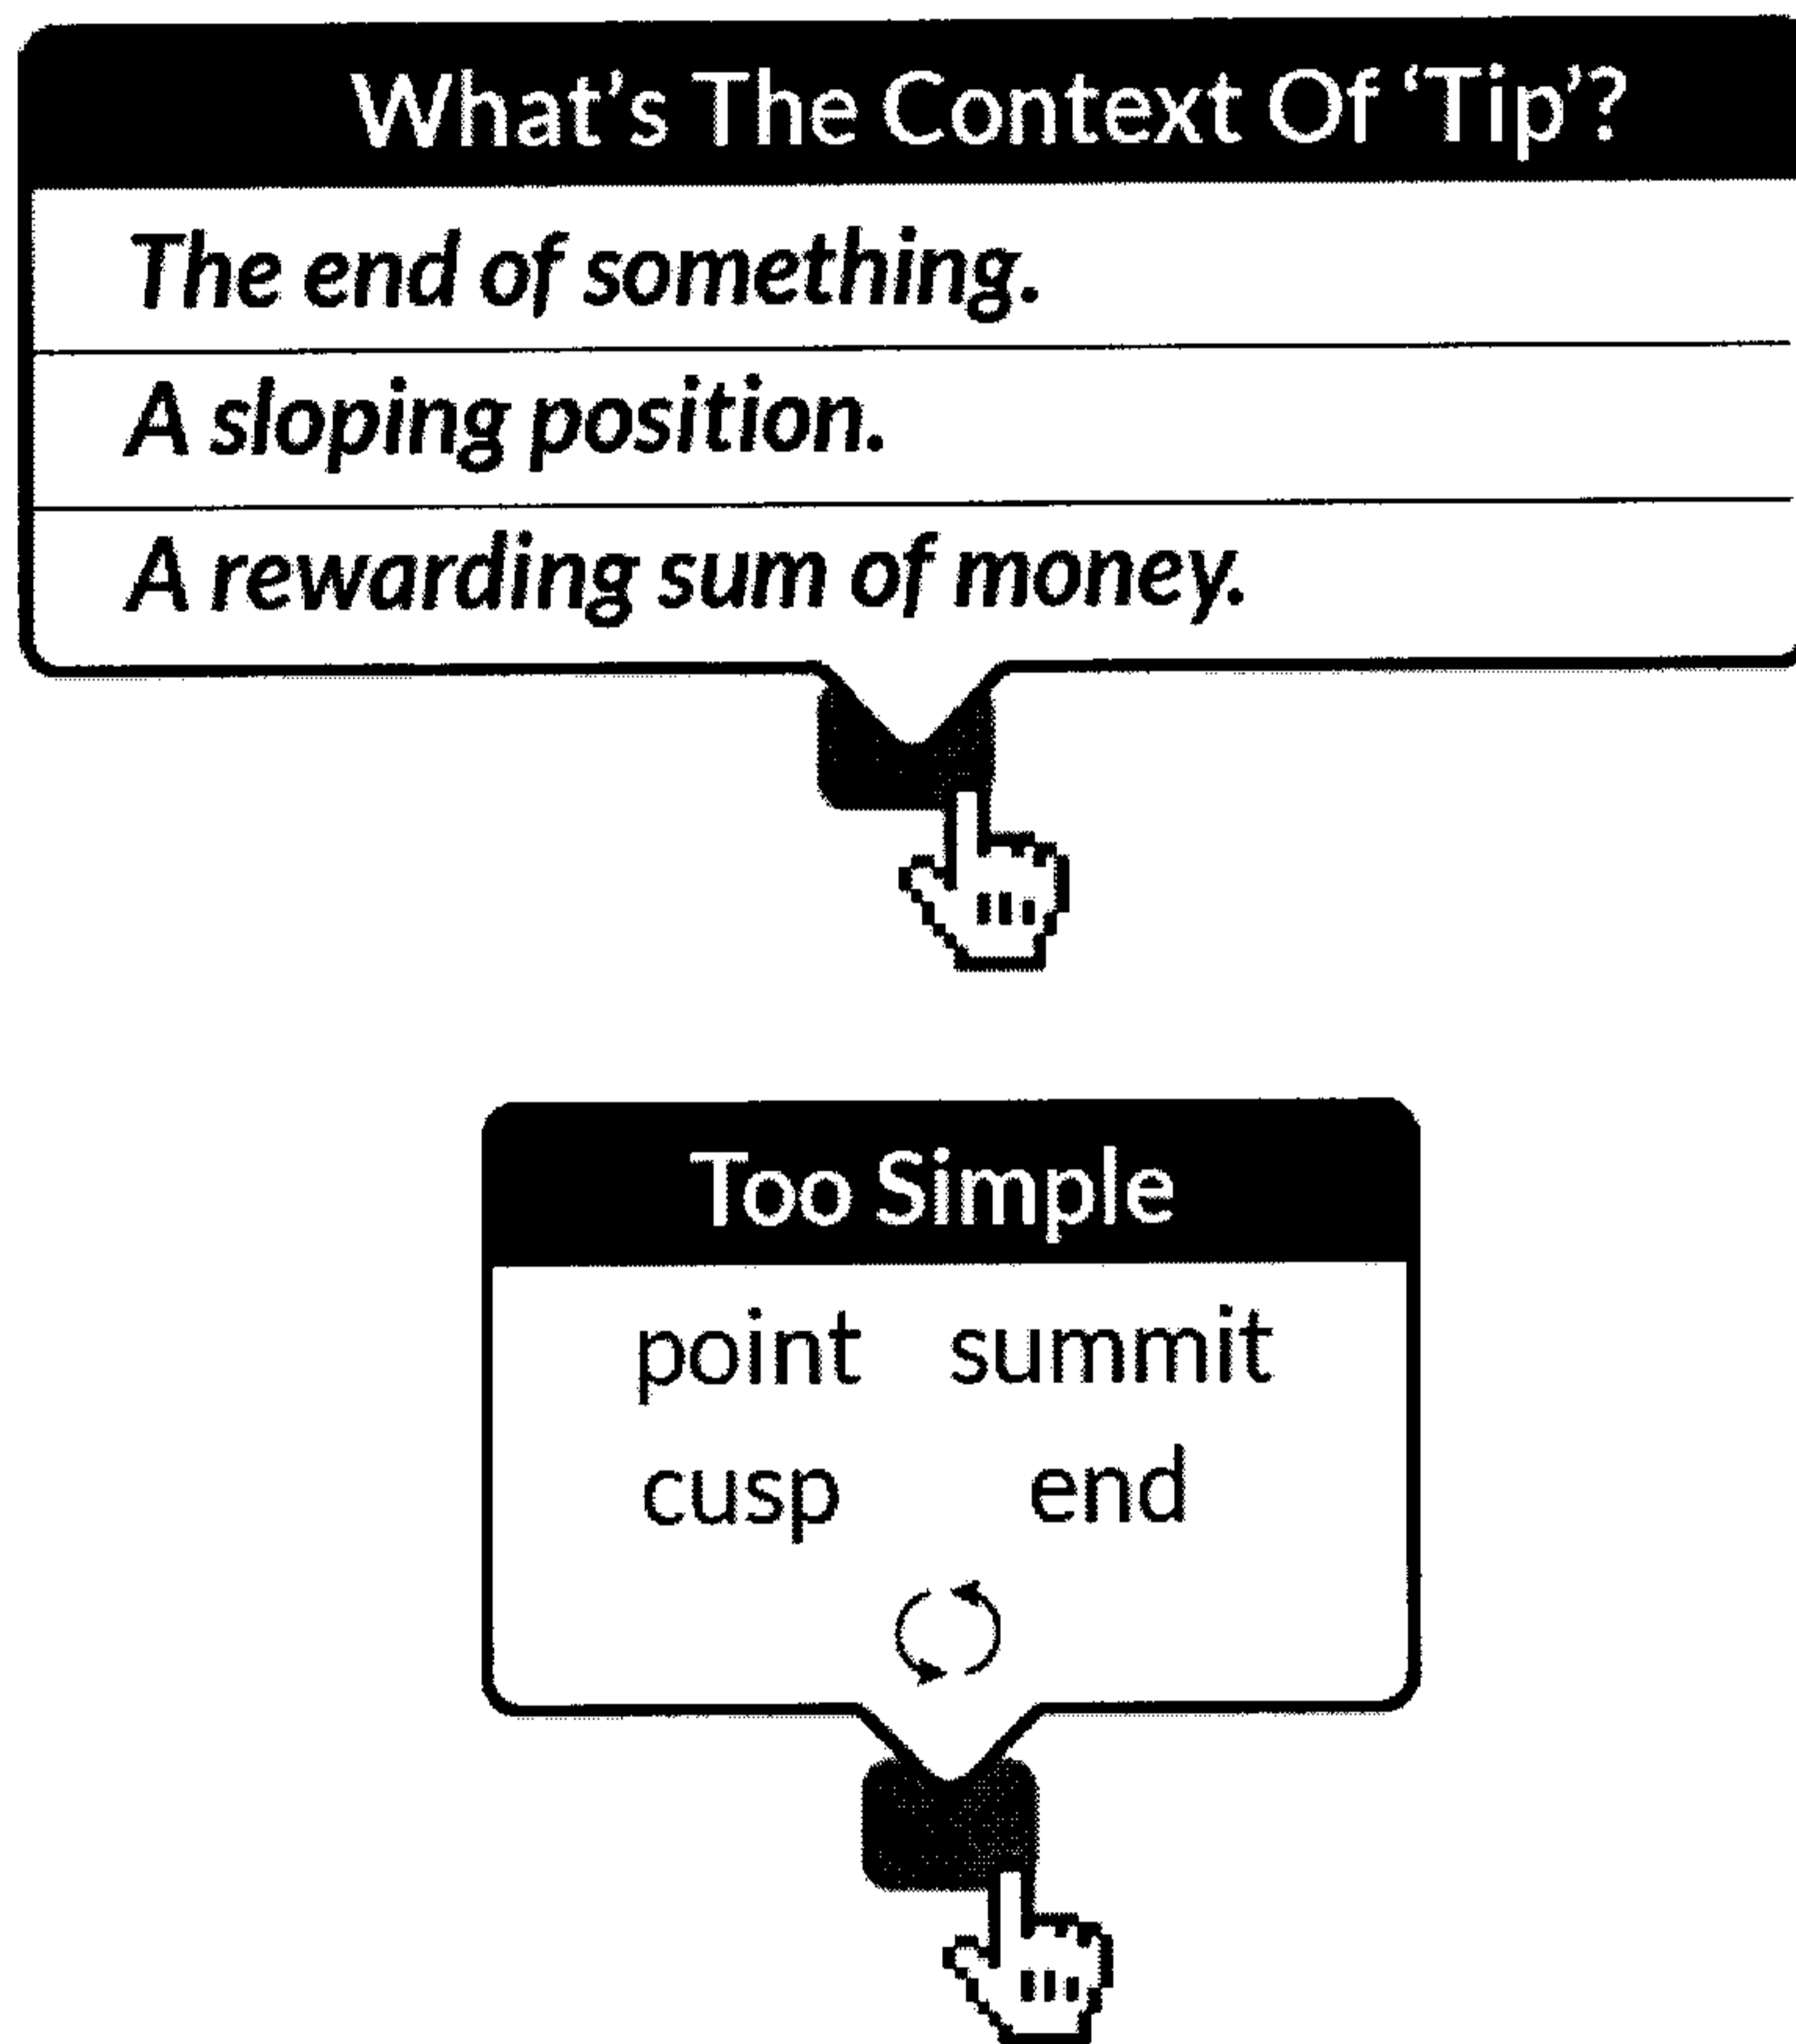 What's The Context Of ‘Tip’?
The end of something.
A sloping position.
A rewarding sum of money.
Too Simple
point summit
cusp end